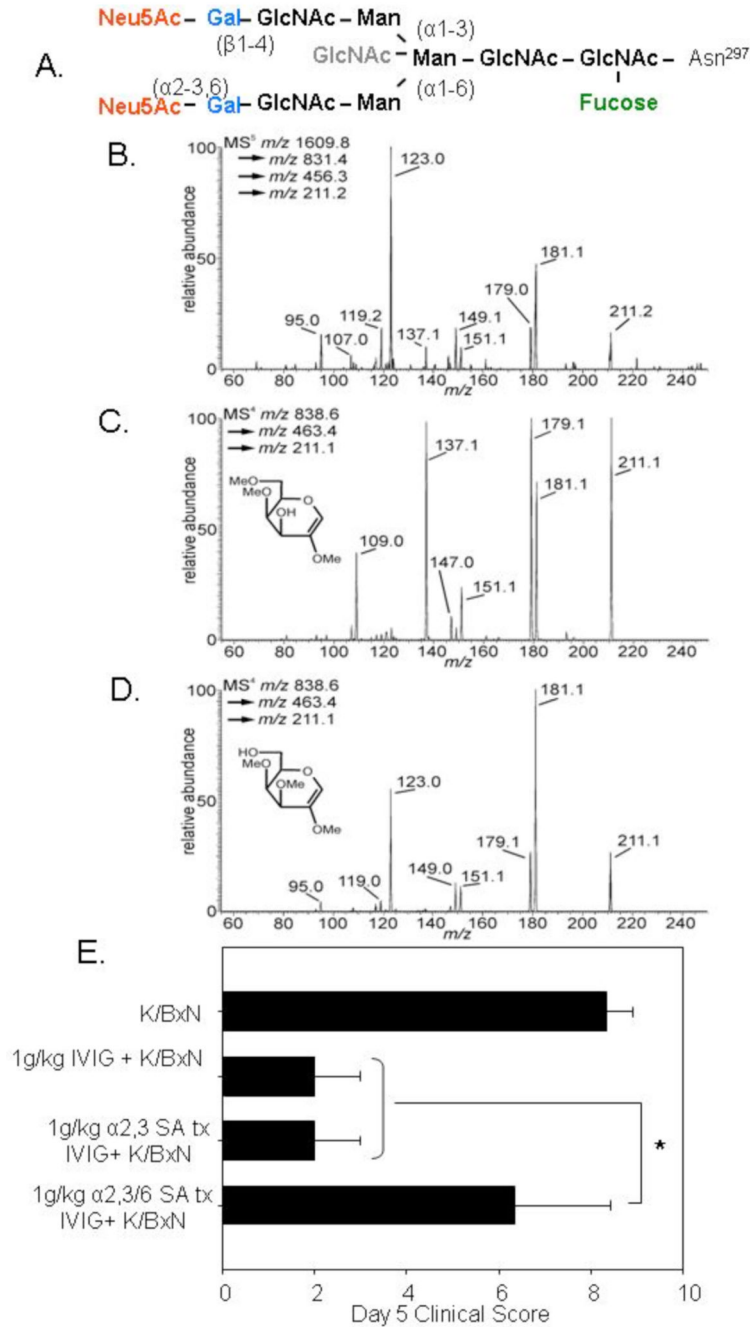 A.
Neu5Ac – Gal – GlcNAc – Man
(β1-4) (α1-3)
GlcNAc Man – GlcNAc – GlcNAc – Asn297
(α2-3,6) (α1-6)
Neu5Ac – Gal – GlcNAc – Man Fucose
B.
MS5 m/z 1609.8
→ m/z 831.4
→ m/z 456.3
→ m/z 211.2
relative abundance
100
50
0
95.0
107.0
119.2
123.0
137.1
149.1
151.1
179.0
181.1
211.2
60 80 100 120 140 160 180 200 220 240
m/z
C.
MS4 m/z 838.6
→ m/z 463.4
→ m/z 211.1
MeO
MeO
OH
O
OMe
relative abundance
100
50
0
109.0
137.1
147.0
151.1
179.1
181.1
211.1
60 80 100 120 140 160 180 200 220 240
m/z
D.
MS4 m/z 838.6
→ m/z 463.4
→ m/z 211.1
HO
MeO
OMe
O
OMe
relative abundance
100
50
0
95.0
119.0
123.0
149.0
151.1
179.1
181.1
211.1
60 80 100 120 140 160 180 200 220 240
m/z
E.
K/BxN
1g/kg IVIG + K/BxN
1g/kg α2,3 SA tx
IVIG+ K/BxN
1g/kg α2,3/6 SA tx
IVIG+ K/BxN
*
0 2 4 6 8 10
Day 5 Clinical Score